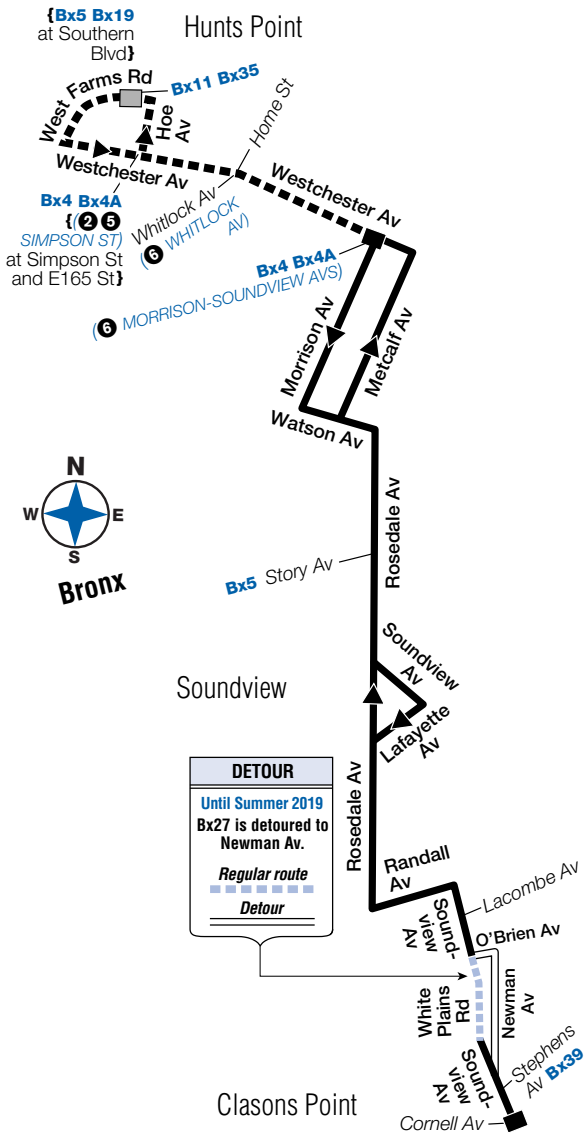 {Bx5 Bx19
at Southern
Blvd}
Hunts Point
West Farms Rd
Bx11 Bx35
Hoe
Av
Home St
Westchester Av
Westchester Av
Bx4 Bx4A
{(2 5
SIMPSON ST)
at Simpson St
and E165 St}
Whitlock Av
(6 WHITLOCK
AV)
Bx4 Bx4A
(6 MORRISON-SOUNDVIEW AVS)
Morrison Av
Metcalf Av
Watson Av
N
W E
S
Bronx
Rosedale Av
Bx5 Story Av
Soundview
Av
Soundview
Lafayette
Av
DETOUR
Until Summer 2019
Bx27 is detoured to
Newman Av.
Regular route
Detour
Rosedale Av
Randall
Av
Lacombe Av
Sound-
view
Av
O'Brien Av
White
Plains
Rd
Newman
Av
Sound-
view
Av
Stephens
Av Bx39
Clasons Point
Cornell Av